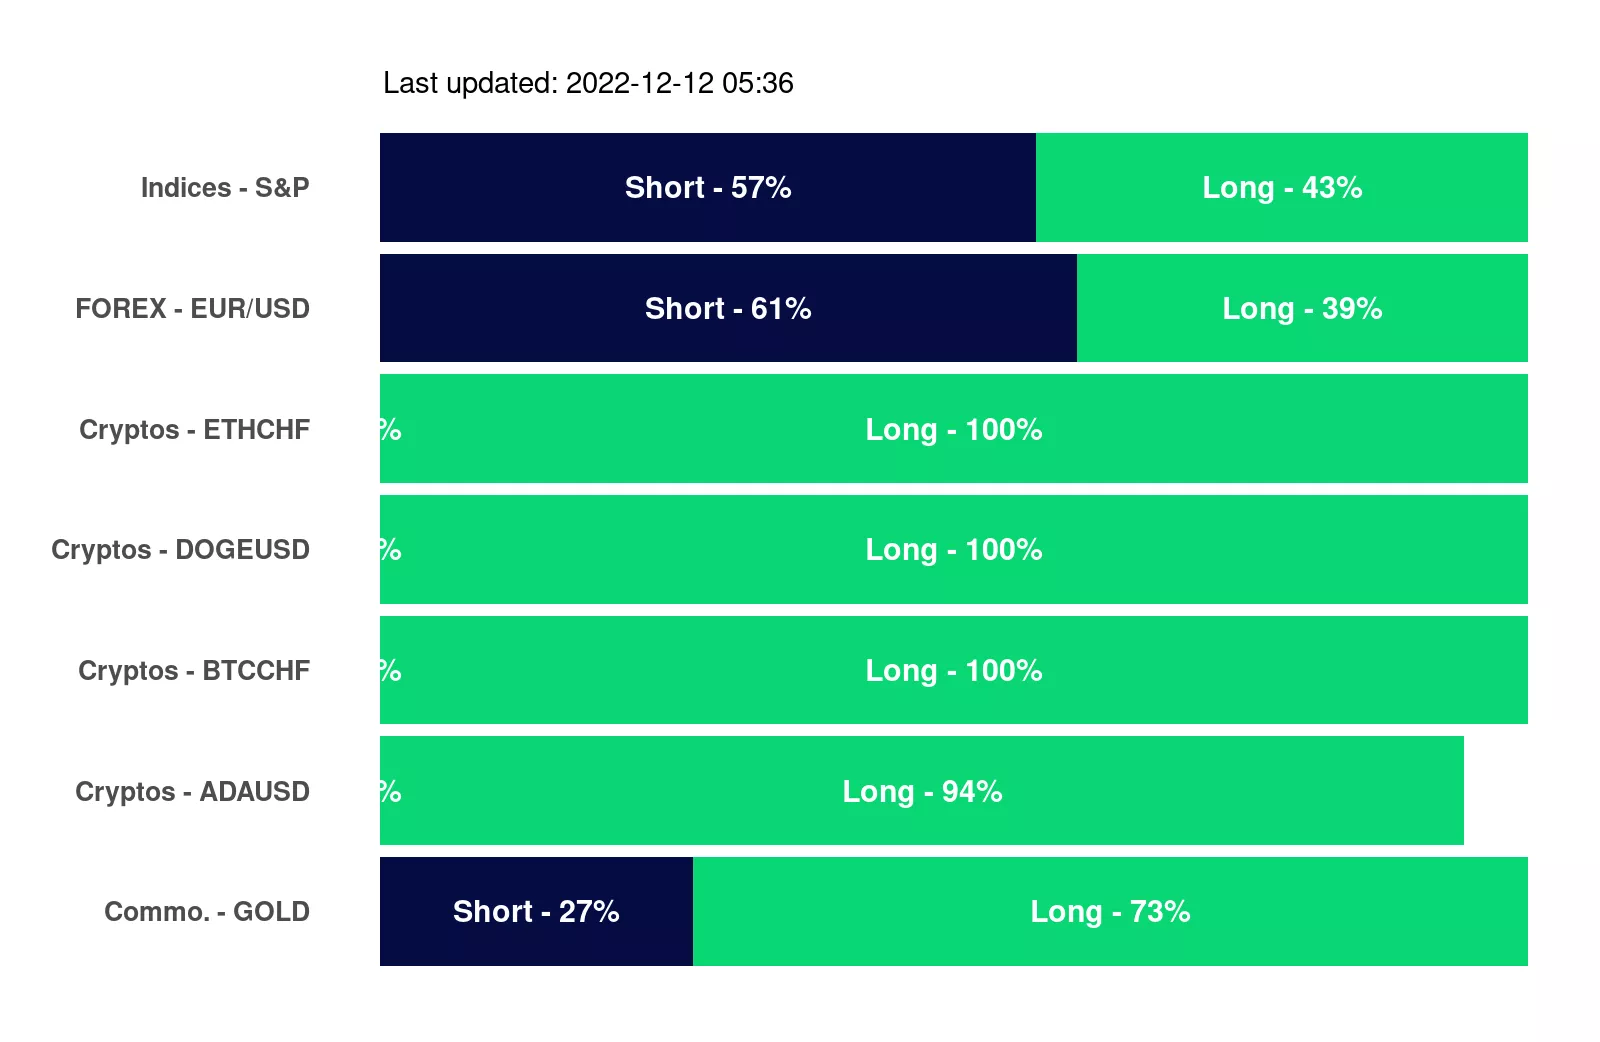 Last updated: 2022-12-12 05:36
Indices - S&P Short - 57% Long - 43%
FOREX - EUR/USD Short - 61% Long - 39%
Cryptos - ETHCHF % Long - 100%
Cryptos - DOGEUSD % Long - 100%
Cryptos - BTCCHF % Long - 100%
Cryptos - ADAUSD % Long - 94%
Commo. - GOLD Short - 27% Long - 73%